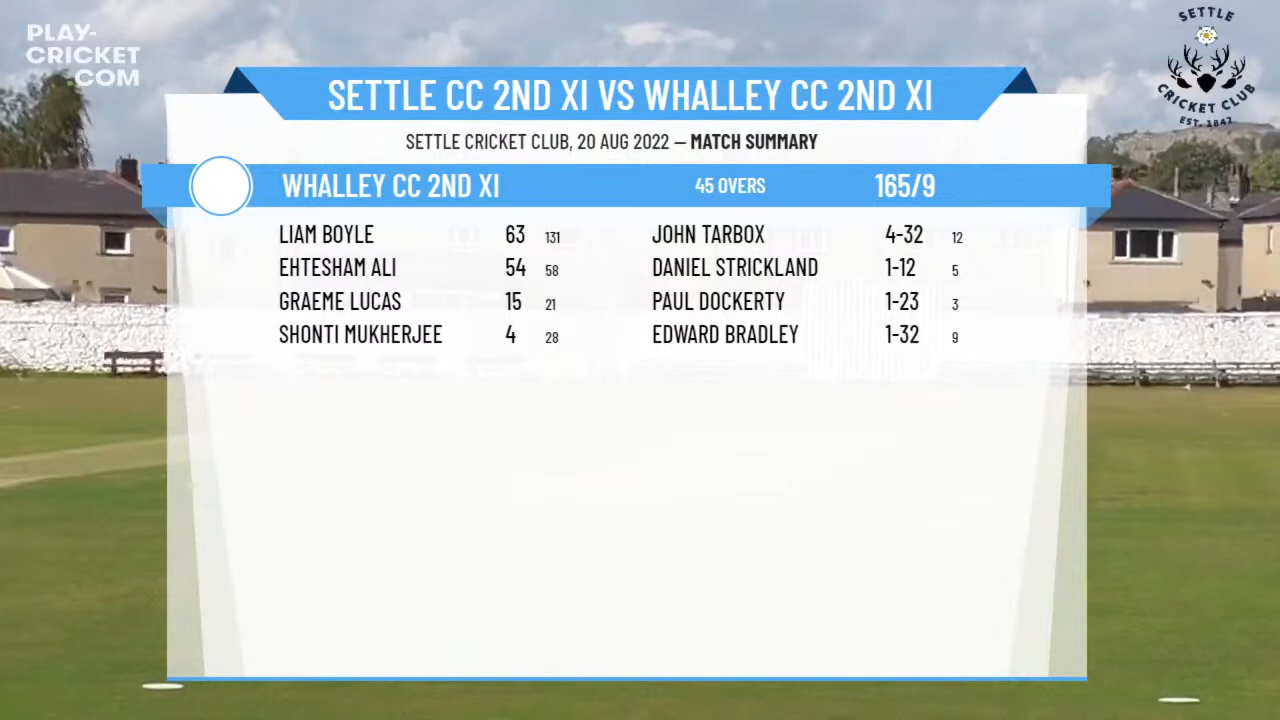 PLAY-
CRICKET
.COM
SETTLE
CRICKET CLUB
EST. 1842
SETTLE CC 2ND XI VS WHALLEY CC 2ND XI
SETTLE CRICKET CLUB, 20 AUG 2022 – MATCH SUMMARY
WHALLEY CC 2ND XI 45 OVERS 165/9
LIAM BOYLE 63 131 JOHN TARBOX 4-32 12
EHTESHAM ALI 54 58 DANIEL STRICKLAND 1-12 5
GRAEME LUCAS 15 21 PAUL DOCKERTY 1-23 3
SHONTI MUKHERJEE 4 28 EDWARD BRADLEY 1-32 9